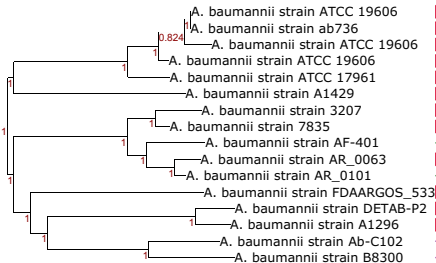 A. baumannii strain ATCC 19606
A. baumannii strain ab736
0.824
A. baumannii strain ATCC 19606
1
A. baumannii strain ATCC 19606
1
A. baumannii strain ATCC 17961
1
A. baumannii strain A1429
1
A. baumannii strain 3207
1
A. baumannii strain 7835
1
A. baumannii strain AF-401
1
A. baumannii strain AR_0063
1
A. baumannii strain AR_0101
1
1
A. baumannii strain FDAARGOS_533
1
A. baumannii strain DETAB-P2
1
A. baumannii strain A1296
1
A. baumannii strain Ab-C102
1
A. baumannii strain B8300
1